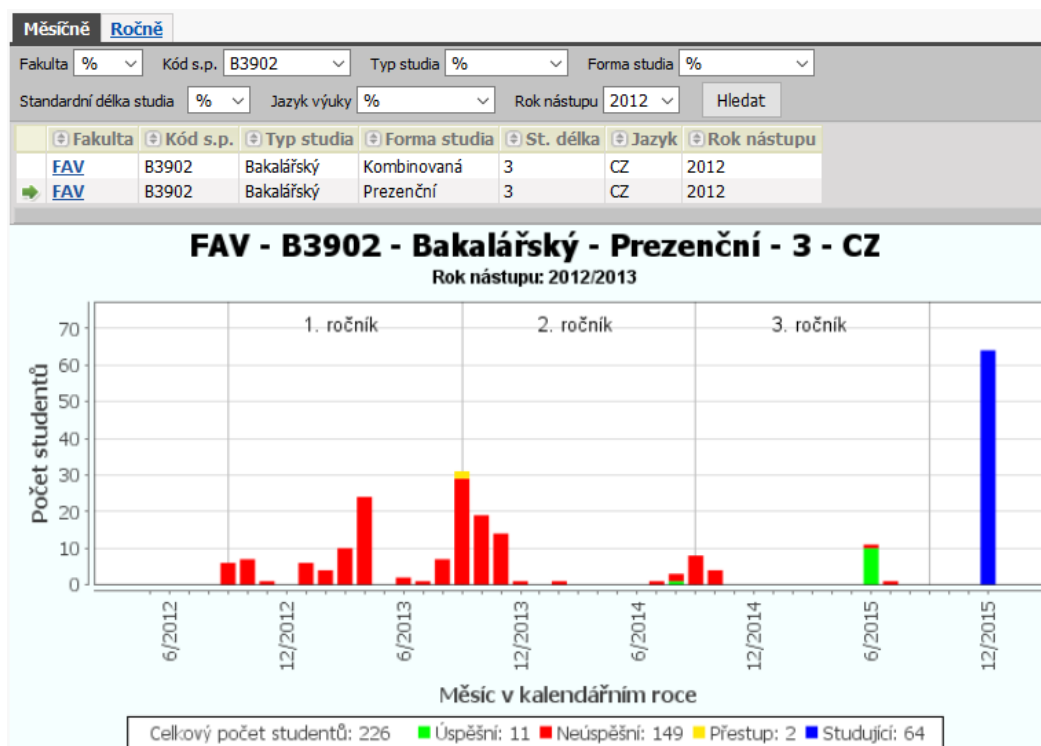 Měsíčně Ročně
Fakulta % Kód s.p. B3902 Typ studia % Forma studia %
Standardní délka studia % Jazyk výuky % Rok nástupu 2012 Hledat
Fakulta Kód s.p. Typ studia Forma studia St. délka Jazyk Rok nástupu
FAV B3902 Bakalářský Kombinovaná 3 CZ 2012
FAV B3902 Bakalářský Prezenční 3 CZ 2012
FAV - B3902 - Bakalářský - Prezenční - 3 - CZ
Rok nástupu: 2012/2013
1. ročník 2. ročník 3. ročník
Počet studentů
70
60
50
40
30
20
10
0
6/2012 12/2012 6/2013 12/2013 6/2014 12/2014 6/2015 12/2015
Měsíc v kalendářním roce
Celkový počet studentů: 226 Úspěšní: 11 Neúspěšní: 149 Přestup: 2 Studující: 64